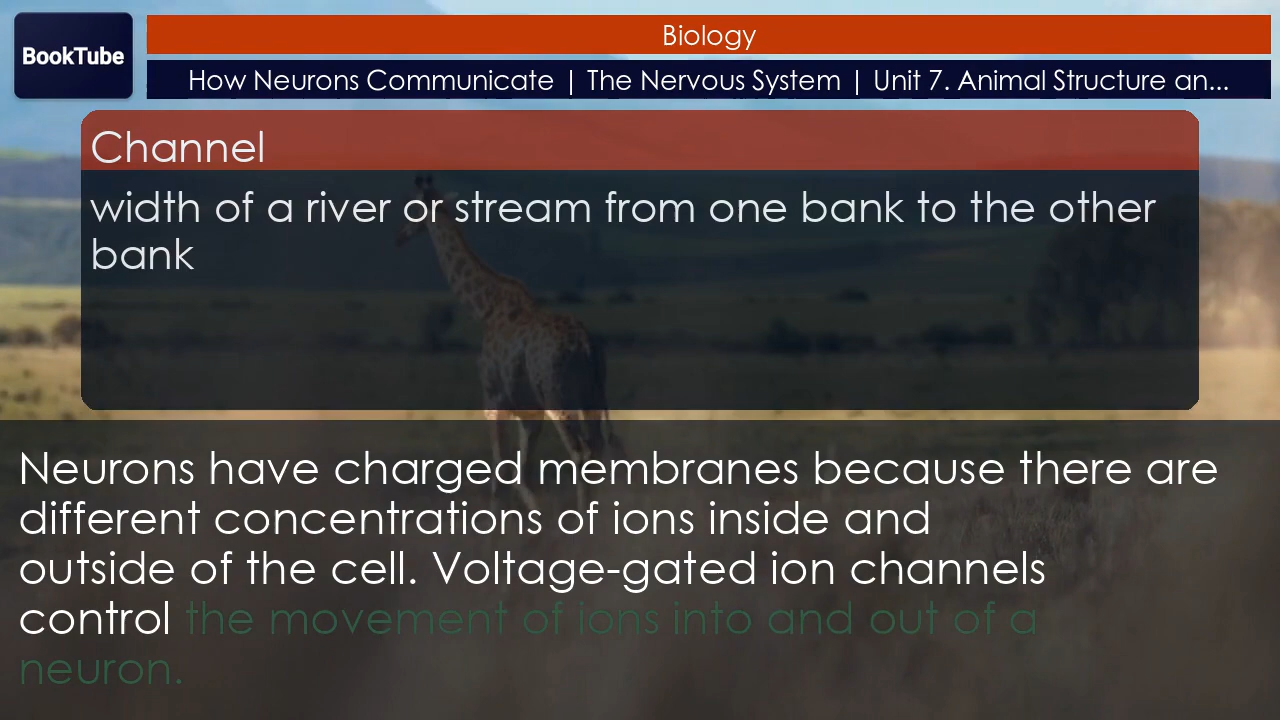 BookTube
Biology
How Neurons Communicate | The Nervous System | Unit 7. Animal Structure an...
Channel
width of a river or stream from one bank to the other
bank
Neurons have charged membranes because there are
different concentrations of ions inside and
outside of the cell. Voltage-gated ion channels
control the movement of ions into and out of a
neuron.